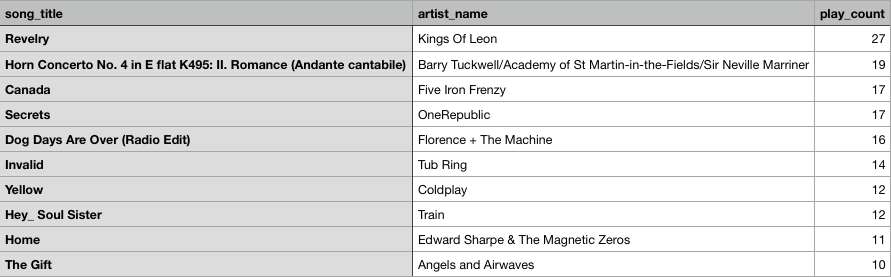 song_title artist_name play_count
Revelry Kings Of Leon 27
Horn Concerto No. 4 in E flat K495: II. Romance (Andante cantabile) Barry Tuckwell/Academy of St Martin-in-the-Fields/Sir Neville Marriner 19
Canada Five Iron Frenzy 17
Secrets OneRepublic 17
Dog Days Are Over (Radio Edit) Florence + The Machine 16
Invalid Tub Ring 14
Yellow Coldplay 12
Hey_ Soul Sister Train 12
Home Edward Sharpe & The Magnetic Zeros 11
The Gift Angels and Airwaves 10